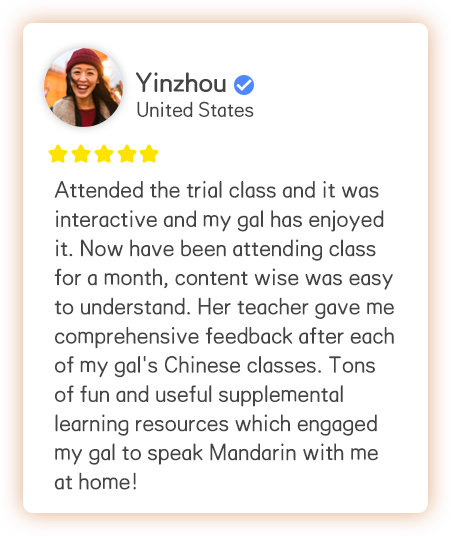 Yinzhou
United States
Attended the trial class and it was
interactive and my gal has enjoyed
it. Now have been attending class
for a month, content wise was easy
to understand. Her teacher gave me
comprehensive feedback after each
of my gal's Chinese classes. Tons
of fun and useful supplemental
learning resources which engaged
my gal to speak Mandarin with me
at home!